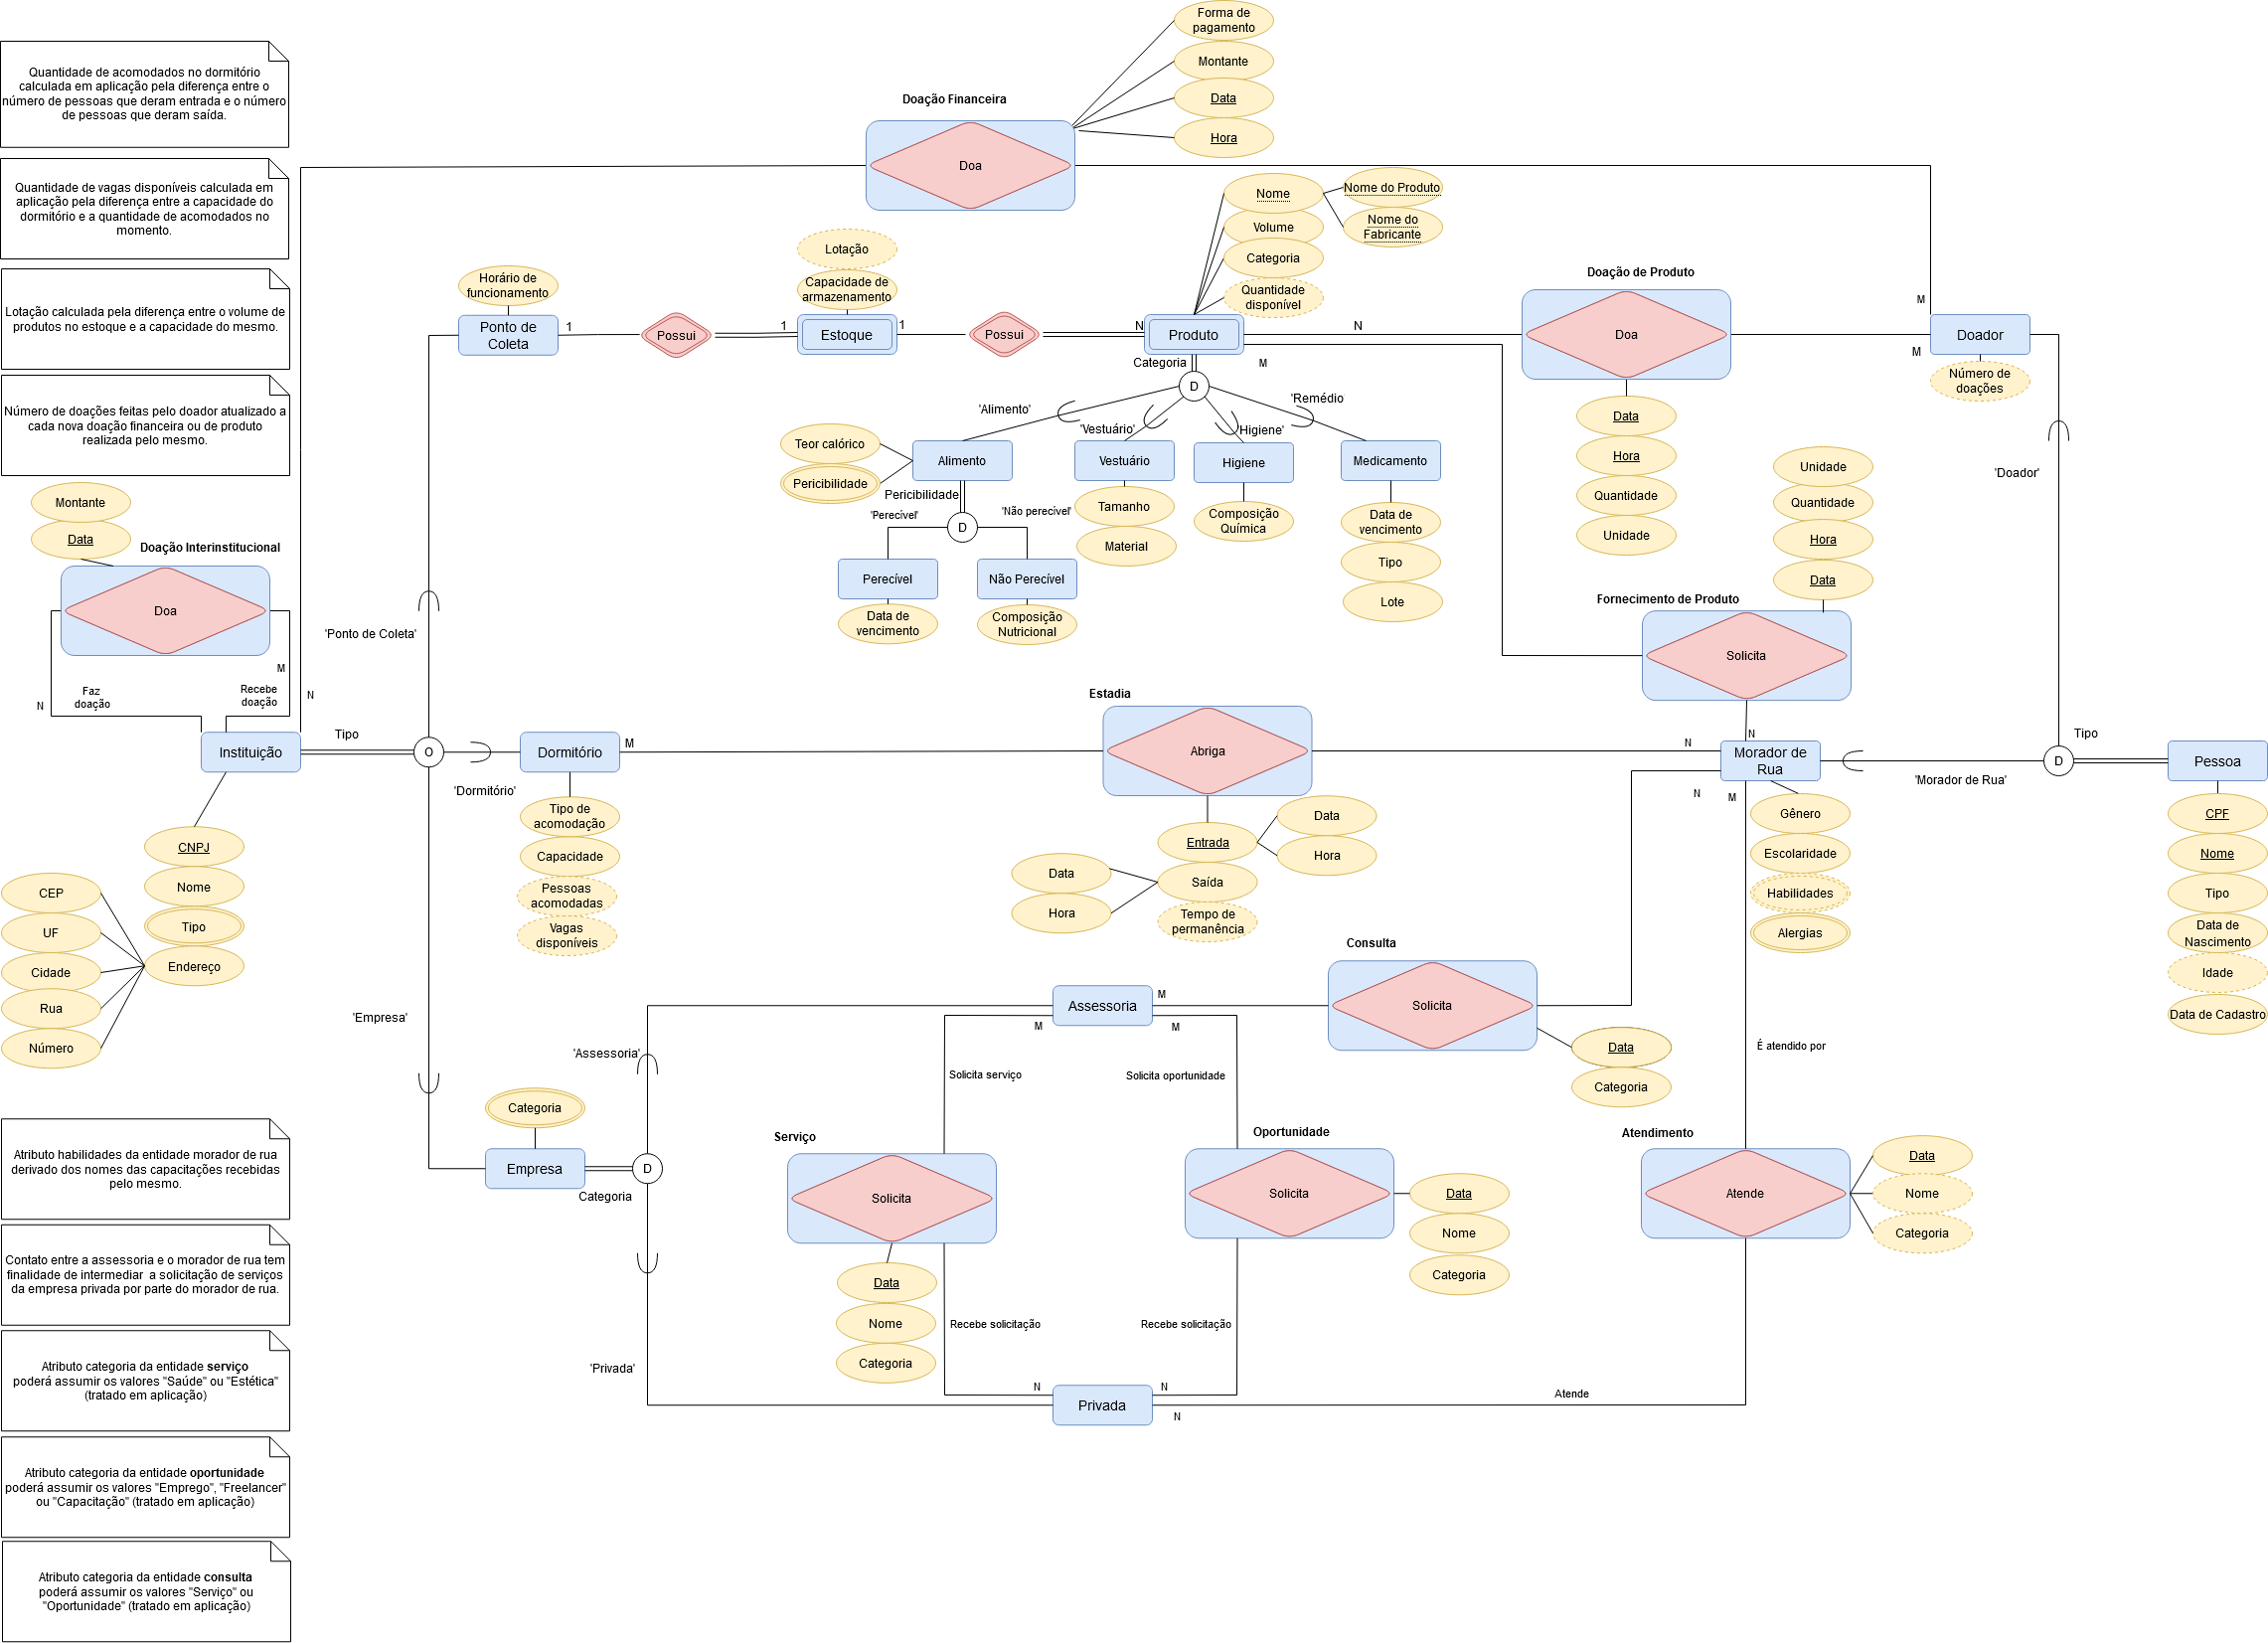 Forma de
pagamento
Montante
Data
Hora
Doação Financeira
Doa
Quantidade de acomodados no dormitório
calculada em aplicação pela diferença entre o
número de pessoas que deram entrada e o número
de pessoas que deram saída.
Quantidade de vagas disponíveis calculada em
aplicação pela diferença entre a capacidade do
dormitório e a quantidade de acomodados no
momento.
Lotação calculada pela diferença entre o volume de
produtos no estoque e a capacidade do mesmo.
Número de doações feitas pelo doador atualizado a
cada nova doação financeira ou de produto
realizada pelo mesmo.
Nome
Nome do Produto
Nome do
Fabricante
Volume
Categoria
Quantidade
disponível
Lotação
Capacidade de
armazenamento
Horário de
funcionamento
Ponto de
Coleta
1
Possui
1
Estoque
1
Possui
N
Produto
N
M
Categoria
D
Doação de Produto
Doa
M
M
Doador
Número de
doações
Data
Hora
Quantidade
Unidade
'Alimento'
'Vestuário'
'Higiene'
'Remédio
Teor calórico
Pericibilidade
Alimento
Vestuário
Higiene
Medicamento
Pericibilidade
D
'Perecível'
'Não perecível'
Tamanho
Material
Composição
Química
Data de
vencimento
Tipo
Lote
Perecível
Não Perecível
Data de
vencimento
Composição
Nutricional
Unidade
Quantidade
Hora
Data
Fornecimento de Produto
Solicita
'Doador'
Montante
Data
Doação Interinstitucional
Doa
N
Faz
doação
Recebe
doação
M
N
'Ponto de Coleta'
Instituição
Tipo
O
Dormitório
M
'Dormitório'
Estadia
Abriga
N
N
Morador de
Rua
N
M
'Morador de Rua'
D
Tipo
Pessoa
CNPJ
Nome
Tipo
Endereço
CEP
UF
Cidade
Rua
Número
Tipo de
acomodação
Capacidade
Pessoas
acomodadas
Vagas
disponíveis
Entrada
Data
Hora
Saída
Data
Hora
Tempo de
permanência
Gênero
Escolaridade
Habilidades
Alergias
CPF
Nome
Tipo
Data de
Nascimento
Idade
Data de Cadastro
'Empresa'
'Assessoria'
Assessoria
M
M
M
Consulta
Solicita
Data
Categoria
Solicita serviço
Solicita oportunidade
É atendido por
Categoria
Empresa
D
Categoria
Serviço
Solicita
Data
Nome
Categoria
Oportunidade
Solicita
Data
Nome
Categoria
Atendimento
Atende
Data
Nome
Categoria
Recebe solicitação
Recebe solicitação
'Privada'
N
N
Privada
N
Atende
Atributo habilidades da entidade morador de rua
derivado dos nomes das capacitações recebidas
pelo mesmo.
Contato entre a assessoria e o morador de rua tem
finalidade de intermediar a solicitação de serviços
da empresa privada por parte do morador de rua.
Atributo categoria da entidade serviço
poderá assumir os valores "Saúde" ou "Estética"
(tratado em aplicação)
Atributo categoria da entidade oportunidade
poderá assumir os valores "Emprego", "Freelancer"
ou "Capacitação" (tratado em aplicação)
Atributo categoria da entidade consulta
poderá assumir os valores "Serviço" ou
"Oportunidade" (tratado em aplicação)